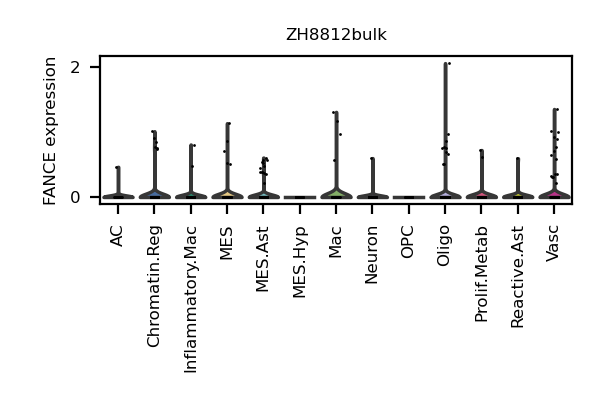 ZH8812bulk
FANCE expression
2
0
AC
Chromatin.Reg
Inflammatory.Mac
MES
MES.Ast
MES.Hyp
Mac
Neuron
OPC
Oligo
Prolif.Metab
Reactive.Ast
Vasc